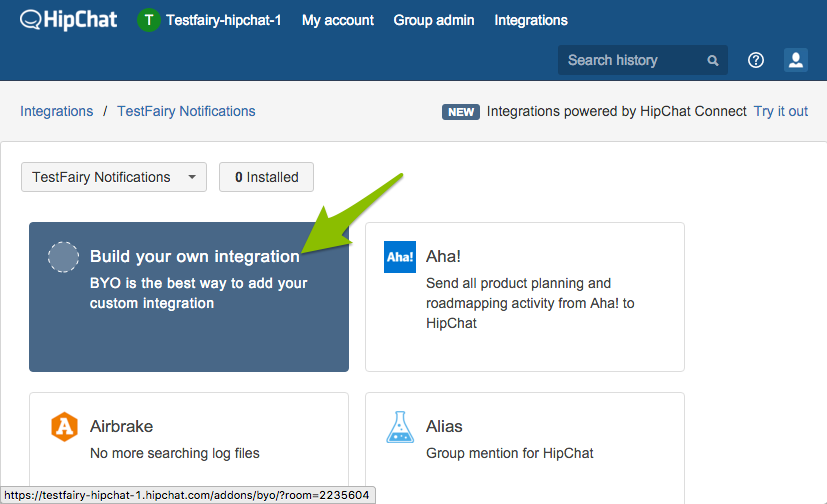 HipChat T Testfairy-hipchat-1 My account Group admin Integrations
Search history ?
Integrations / TestFairy Notifications NEW Integrations powered by HipChat Connect Try it out
TestFairy Notifications 0 Installed
Build your own integration
BYO is the best way to add your
custom integration
Aha! Aha!
Send all product planning and
roadmapping activity from Aha! to
HipChat
A Airbrake
No more searching log files
Alias
Group mention for HipChat
https://testfairy-hipchat-1.hipchat.com/addons/byo/?room=2235604